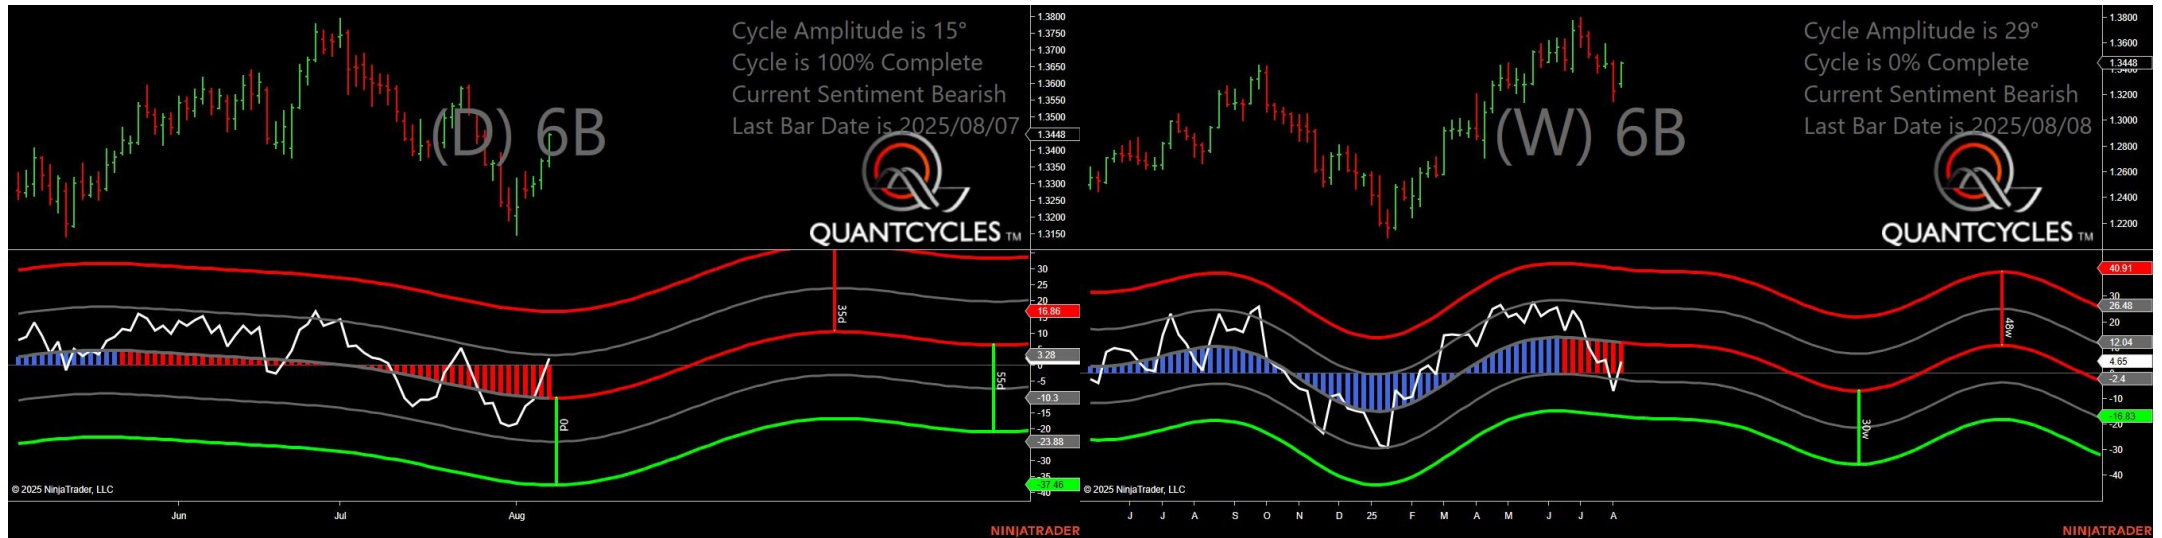 Cycle Amplitude is 15°
Cycle is 100% Complete
Current Sentiment Bearish
Last Bar Date is 2025/08/07
(D) 6B
QUANTCYCLES TM
1.3800
1.3750
1.3700
1.3650
1.3600
1.3550
1.3500
1.3448
1.3400
1.3350
1.3300
1.3250
1.3200
1.3150
35d
0d
55d
30
25
20
16.86
10
3.28
0
-5
-10.3
-15
-20
-23.88
-30
-37.46
-40
© 2025 NinjaTrader, LLC
Jun
Jul
Aug
NINJATRADER
Cycle Amplitude is 29°
Cycle is 0% Complete
Current Sentiment Bearish
Last Bar Date is 2025/08/08
(W) 6B
QUANTCYCLES TM
1.3800
1.3600
1.3448
1.3200
1.3000
1.2800
1.2600
1.2400
1.2200
48w
30w
40.91
30
26.48
20
12.04
4.65
-2.4
-10
-16.83
-20
-30
-40
© 2025 NinjaTrader, LLC
J J A S O N D 25 F M A M J J A
NINJATRADER